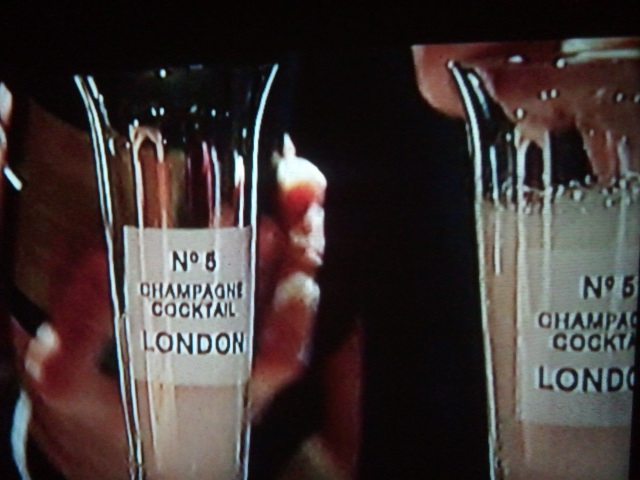 Nº 5
CHAMPAGNE
COCKTAIL
LONDON
Nº 5
CHAMPAG
COCKTA
LONDO